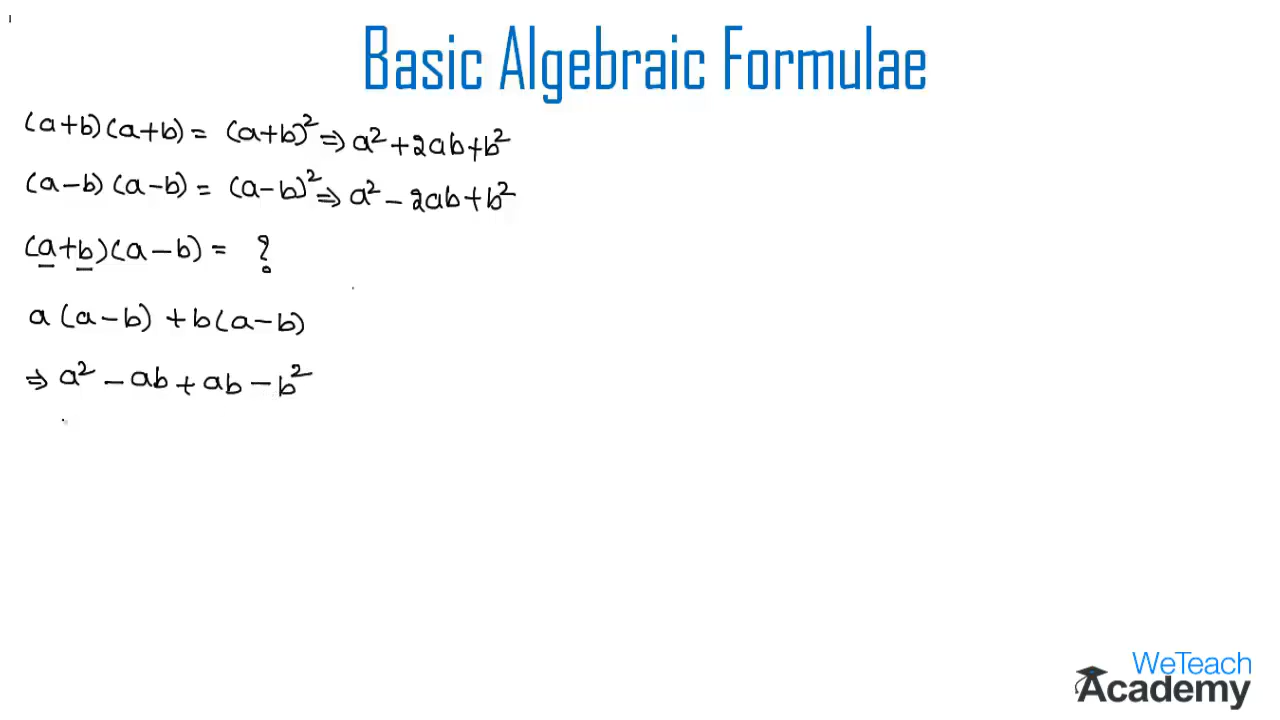 Basic Algebraic Formulae
(a+b)(a+b) = (a+b)² ⇒ a² + 2ab + b²
(a-b)(a-b) = (a-b)² ⇒ a² - 2ab + b²
(a+b)(a-b) = ?
a(a-b) + b(a-b)
⇒ a² - ab + ab - b²
WeTeach
Academy